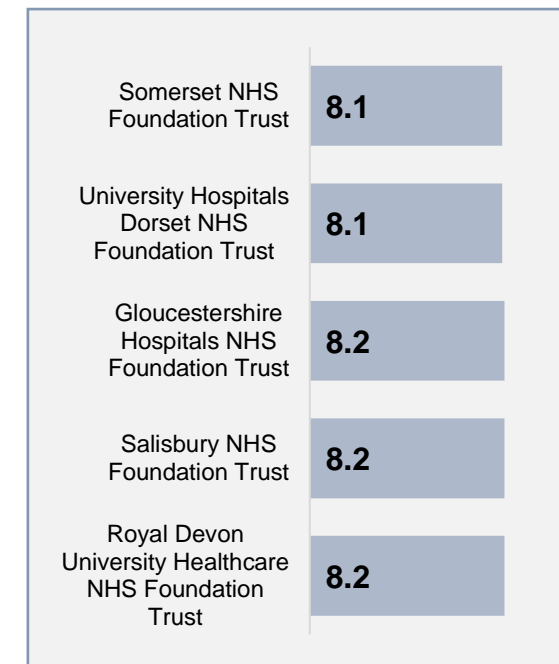 Somerset NHS
Foundation Trust
8.1
University Hospitals
Dorset NHS
Foundation Trust
8.1
Gloucestershire
Hospitals NHS
Foundation Trust
8.2
Salisbury NHS
Foundation Trust
8.2
Royal Devon
University Healthcare
NHS Foundation
Trust
8.2